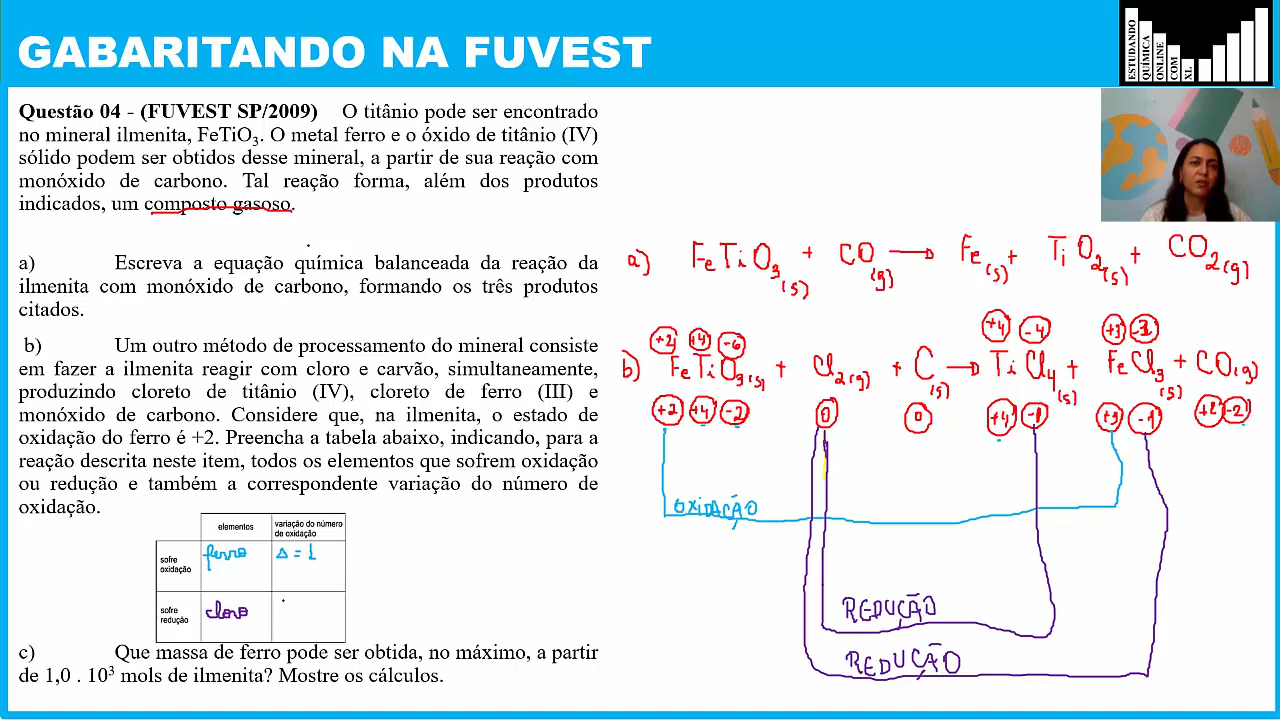 GABARITANDO NA FUVEST
ESTUDANDO
QUÍMICA
ONLINE
COM
XL
Questão 04 - (FUVEST SP/2009) O titânio pode ser encontrado
no mineral ilmenita, FeTiO₃. O metal ferro e o óxido de titânio (IV)
sólido podem ser obtidos desse mineral, a partir de sua reação com
monóxido de carbono. Tal reação forma, além dos produtos
indicados, um composto gasoso.
a) Escreva a equação química balanceada da reação da
ilmenita com monóxido de carbono, formando os três produtos
citados.
b) Um outro método de processamento do mineral consiste
em fazer a ilmenita reagir com cloro e carvão, simultaneamente,
produzindo cloreto de titânio (IV), cloreto de ferro (III) e
monóxido de carbono. Considere que, na ilmenita, o estado de
oxidação do ferro é +2. Preencha a tabela abaixo, indicando, para a
reação descrita neste item, todos os elementos que sofrem oxidação
ou redução e também a correspondente variação do número de
oxidação.
elementos
variação do número
de oxidação
sofre
oxidação
ferro
Δ = 1
sofre
redução
cloro
c) Que massa de ferro pode ser obtida, no máximo, a partir
de 1,0 . 10³ mols de ilmenita? Mostre os cálculos.
a) FeTiO₃(s) + CO(g) → Fe(s) + TiO₂(s) + CO₂(g)
+2 +4 -6 +4 -4 +3 -3
b) FeTiO₃(s) + Cl₂(g) + C(s) → TiCl₄(s) + FeCl₃(s) + CO(g)
+2 +4 -2 0 0 +4 -1 +3 -1 +2 -2
OXIDAÇÃO
REDUÇÃO
REDUÇÃO